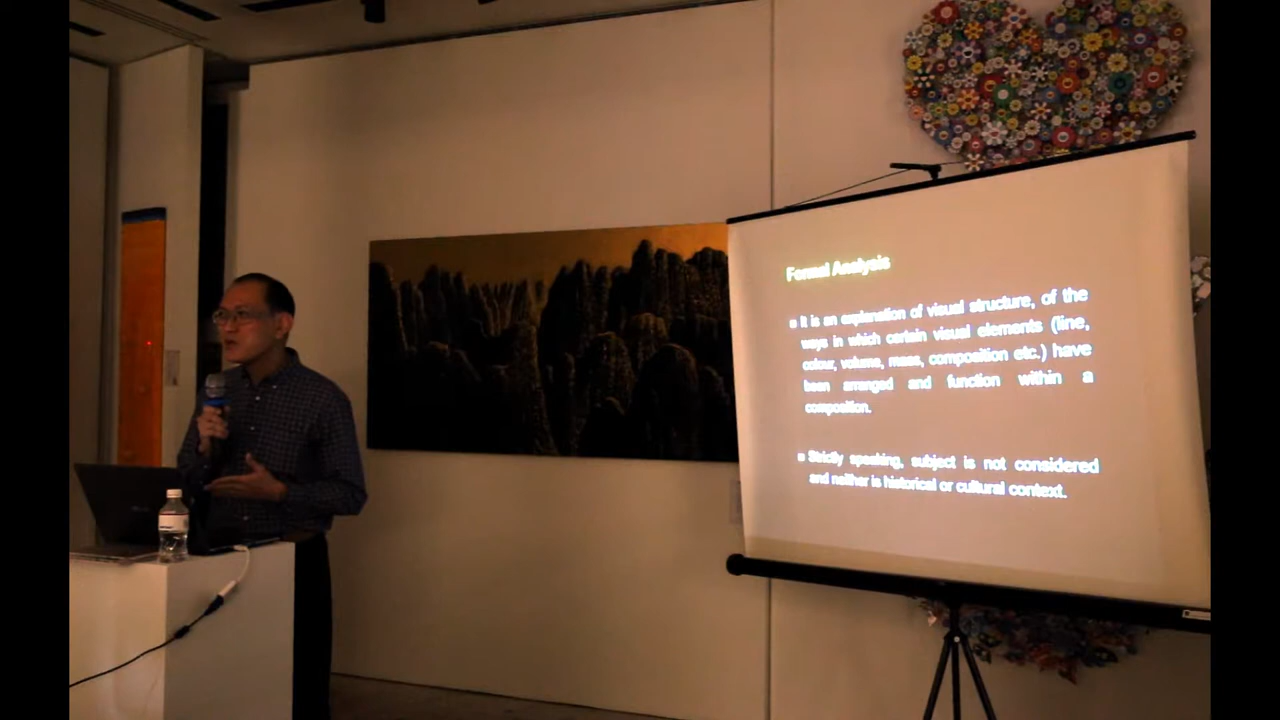 Formal Analysis
It is an explanation of visual structure, of the
ways in which certain visual elements (line,
colour, volume, mass, composition etc.) have
been arranged and function within a
composition.
Strictly speaking, subject is not considered
and neither is historical or cultural context.